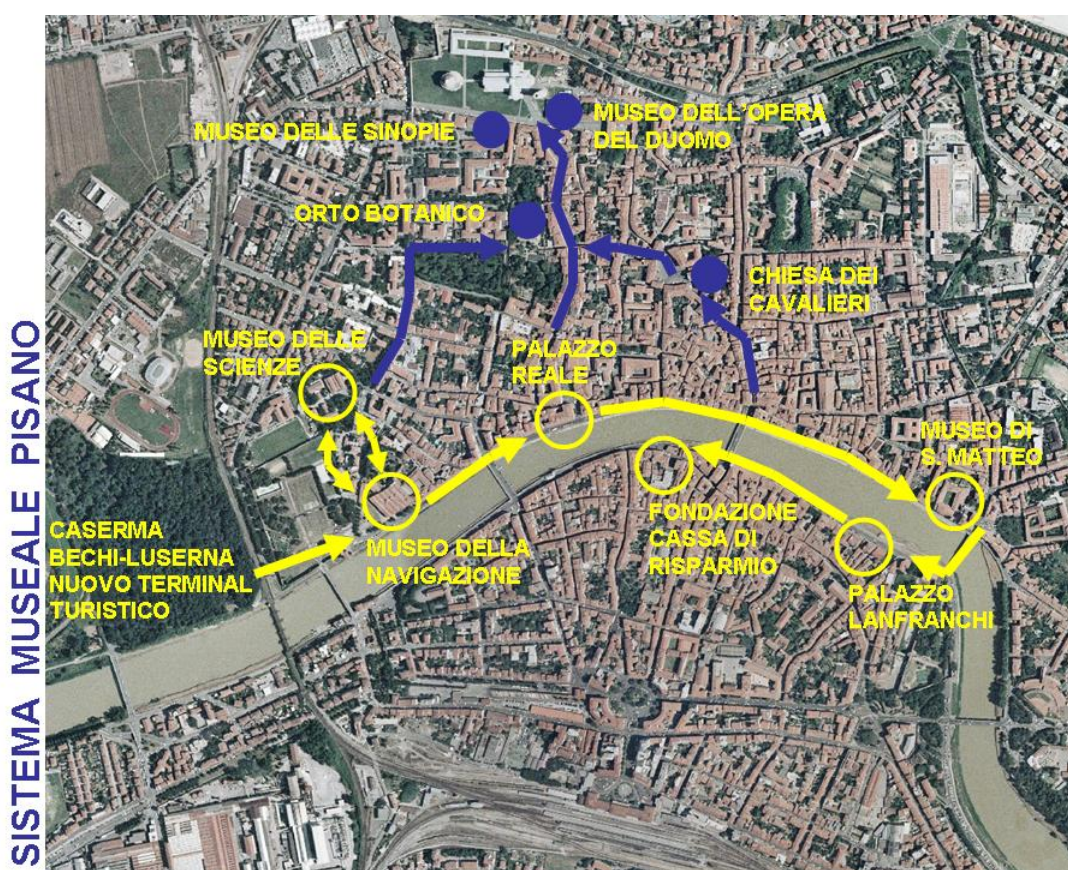 SISTEMA MUSEALE PISANO
MUSEO DELLE SINOPIE
MUSEO DELL'OPERA
DEL DUOMO
ORTO BOTANICO
CHIESA DEI
CAVALIERI
MUSEO DELLE
SCIENZE
PALAZZO
REALE
MUSEO DI
S. MATTEO
CASERMA
BECHI-LUSERNA
NUOVO TERMINAL
TURISTICO
MUSEO DELLA
NAVIGAZIONE
FONDAZIONE
CASSA DI
RISPARMIO
PALAZZO
LANFRANCHI